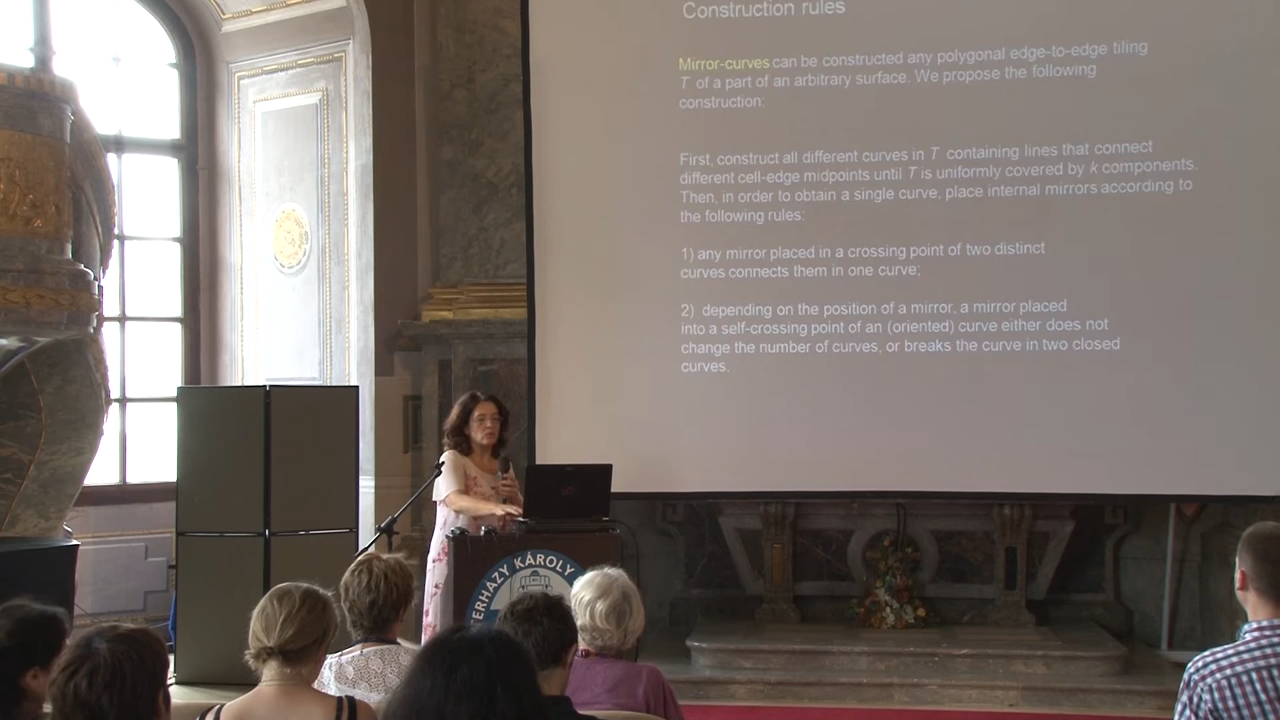 Construction rules
Mirror-curves can be constructed any polygonal edge-to-edge tiling
T of a part of an arbitrary surface. We propose the following
construction:
First, construct all different curves in T containing lines that connect
different cell-edge midpoints until T is uniformly covered by k components.
Then, in order to obtain a single curve, place internal mirrors according to
the following rules:
1) any mirror placed in a crossing point of two distinct
curves connects them in one curve;
2) depending on the position of a mirror, a mirror placed
into a self-crossing point of an (oriented) curve either does not
change the number of curves, or breaks the curve in two closed
curves.
TERHÁZY KÁROLY